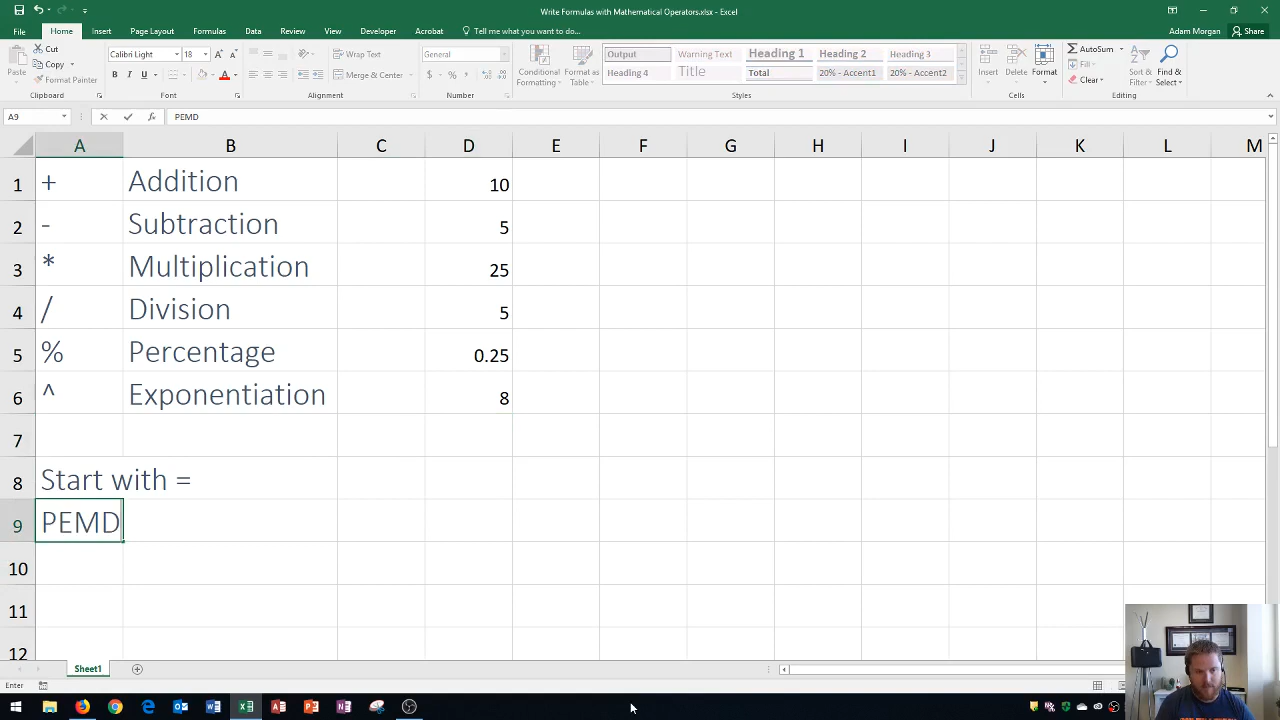 Write Formulas with Mathematical Operators.xlsx - Excel
Adam Morgan
Share
File Home Insert Page Layout Formulas Data Review View Developer Tell me what you want to do...
Paste
Cut
Copy
Format Painter
Clipboard
Calibri Light 18
B I U
Font
Wrap Text
Merge & Center
Alignment
General
Number
Conditional Formatting
Format as Table
Output Warning Text Heading 1 Heading 2 Heading 3
Heading 4 Title Total 20% - Accent1 20% - Accent2
Styles
Insert Delete Format
Cells
AutoSum
Fill
Clear
Sort & Filter
Find & Select
Editing
A9 fx PEMD
A B C D E F G H I J K L M
1 + Addition 10
2 - Subtraction 5
3 * Multiplication 25
4 / Division 5
5 % Percentage 0.25
6 ^ Exponentiation 8
7
8 Start with =
9 PEMD
10
11
12
Sheet1
Enter